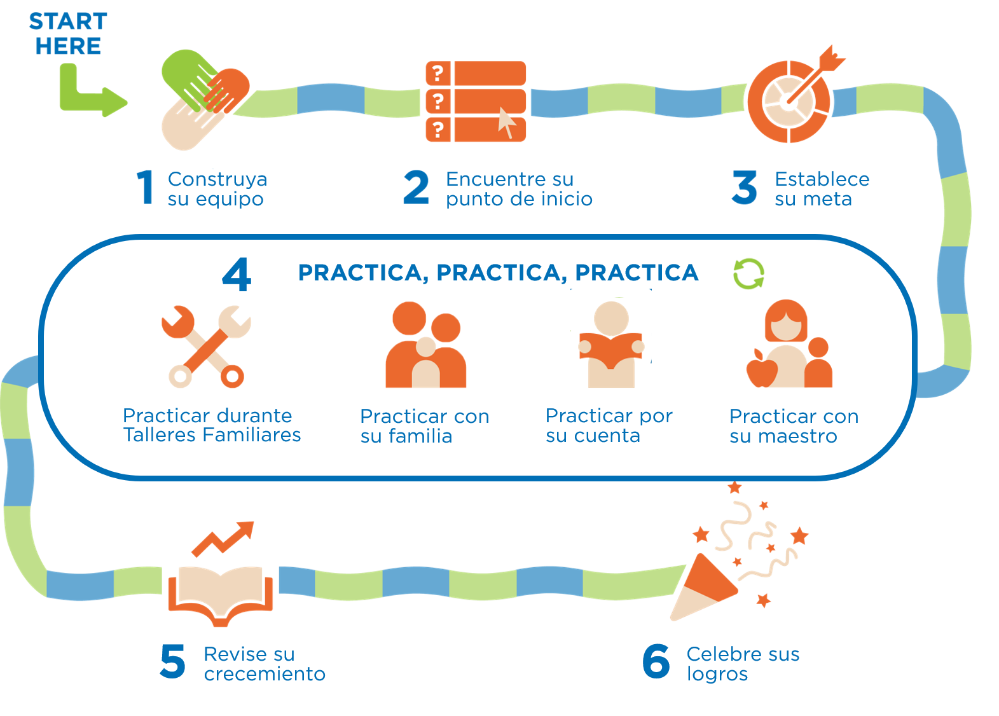 START
HERE
1 Construya
su equipo
2 Encuentre su
punto de inicio
3 Establece
su meta
? 
?
?
4 PRACTICA, PRACTICA, PRACTICA
Practicar durante
Talleres Familiares
Practicar con
su familia
Practicar por
su cuenta
Practicar con
su maestro
5 Revise su
crecemiento
6 Celebre sus
logros